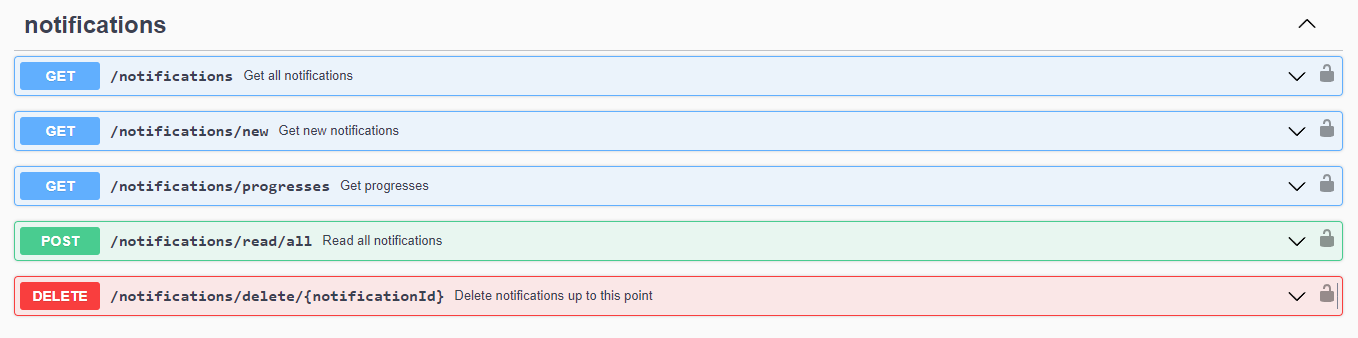 notifications
GET /notifications Get all notifications
GET /notifications/new Get new notifications
GET /notifications/progresses Get progresses
POST /notifications/read/all Read all notifications
DELETE /notifications/delete/{notificationId} Delete notifications up to this point